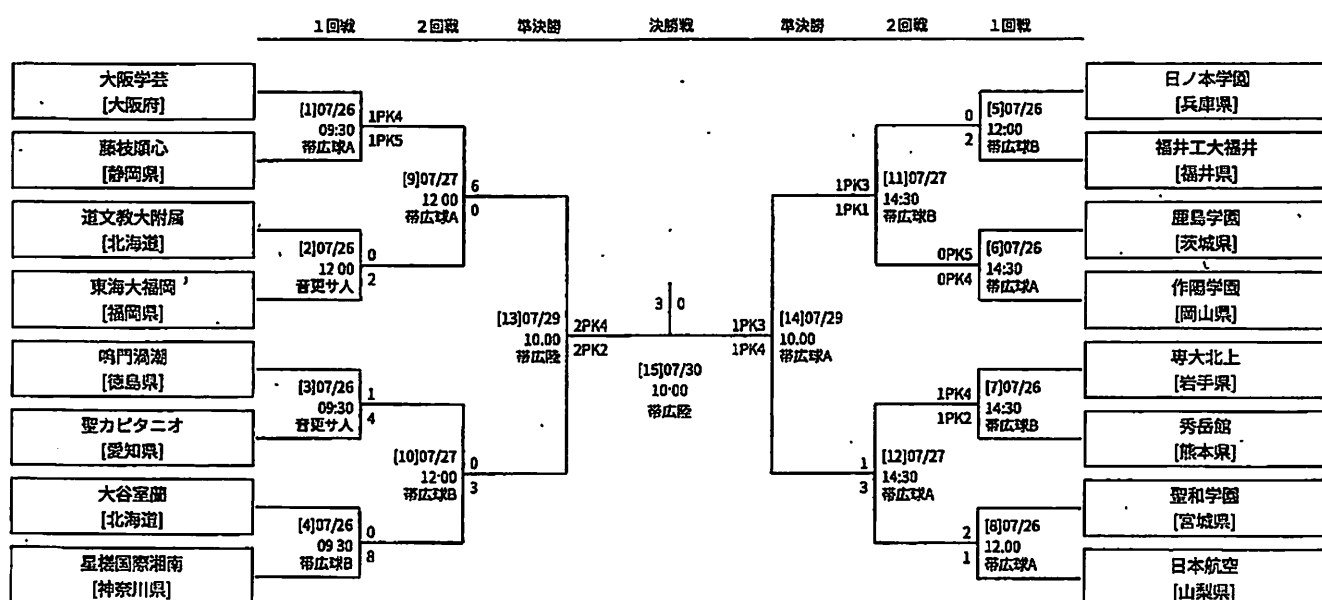 1回戦 2回戦 準決勝 決勝戦 準決勝 2回戦 1回戦
大阪学芸
[大阪府]
藤枝順心
[静岡県]
道文教大附属
[北海道]
東海大福岡
[福岡県]
鳴門渦潮
[徳島県]
聖カピタニオ
[愛知県]
大谷室蘭
[北海道]
星槎国際湘南
[神奈川県]
[1]07/26
09:30
帯広球A
1PK4
1PK5
[2]07/26
12 00
音更サ人
0
2
[3]07/26
09:30
音更サ人
1
4
[4]07/26
09 30
帯広球B
0
8
[9]07/27
12 00
帯広球A
6
0
[10]07/27
12:00
帯広球B
0
3
[13]07/29
10.00
帯広陸
2PK4
2PK2
3 0
[15]07/30
10:00
帯広陸
1PK3
1PK4
[14]07/29
10.00
帯広球A
1PK3
1PK1
[11]07/27
14:30
帯広球B
1
3
[12]07/27
14:30
帯広球A
0
2
[5]07/26
12:00
帯広球B
0PK5
0PK4
[6]07/26
14:30
帯広球A
1PK4
1PK2
[7]07/26
14:30
帯広球B
2
1
[8]07/26
12.00
帯広球A
日ノ本学園
[兵庫県]
福井工大福井
[福井県]
鹿島学園
[茨城県]
作陽学園
[岡山県]
専大北上
[岩手県]
秀岳館
[熊本県]
聖和学園
[宮城県]
日本航空
[山梨県]